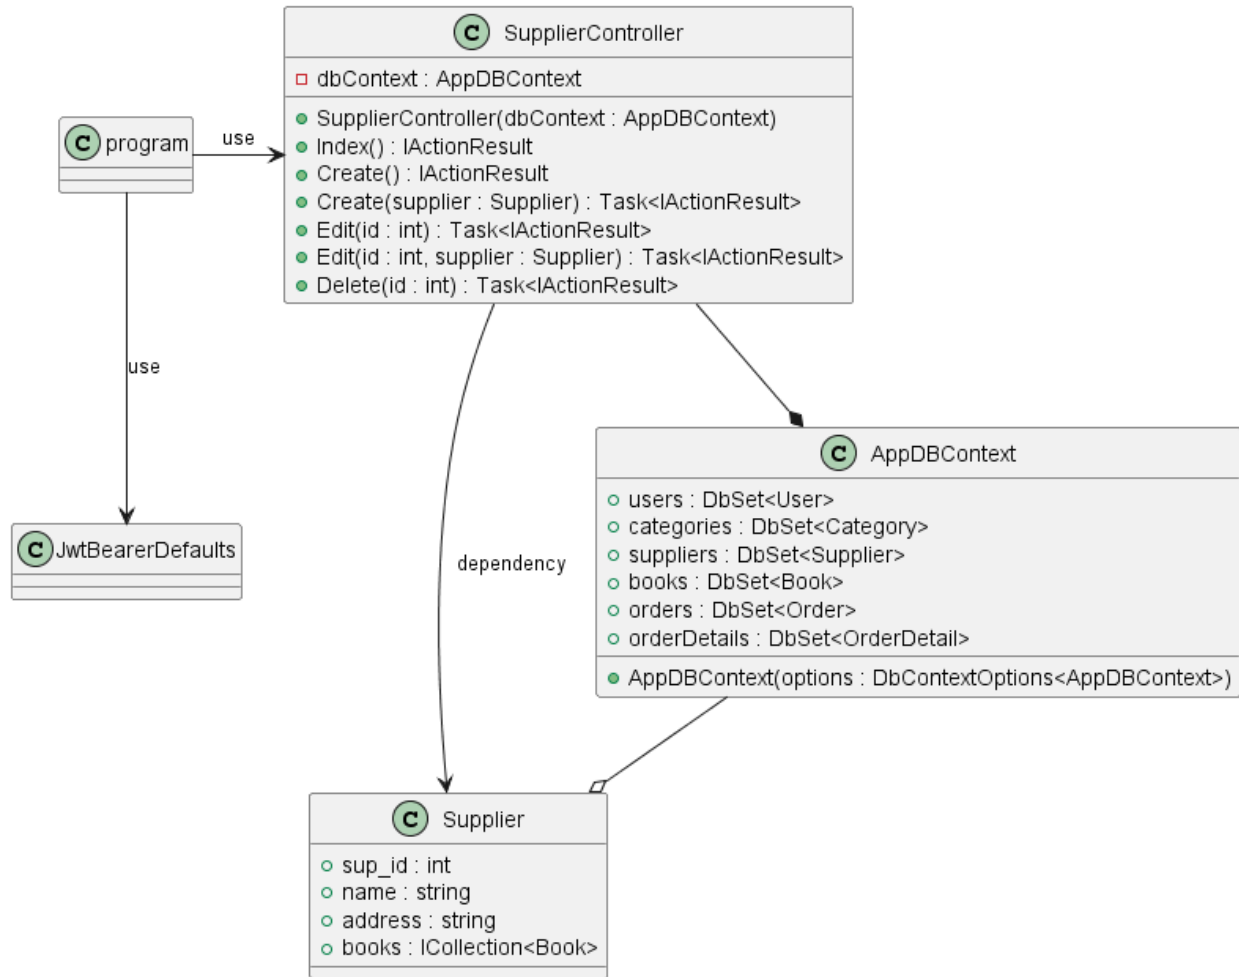 C SupplierController
dbContext : AppDBContext
SupplierController(dbContext : AppDBContext)
Index() : IActionResult
Create() : IActionResult
Create(supplier : Supplier) : Task<IActionResult>
Edit(id : int) : Task<IActionResult>
Edit(id : int, supplier : Supplier) : Task<IActionResult>
Delete(id : int) : Task<IActionResult>
C program
use
use
C JwtBearerDefaults
dependency
C AppDBContext
users : DbSet<User>
categories : DbSet<Category>
suppliers : DbSet<Supplier>
books : DbSet<Book>
orders : DbSet<Order>
orderDetails : DbSet<OrderDetail>
AppDBContext(options : DbContextOptions<AppDBContext>)
C Supplier
sup_id : int
name : string
address : string
books : ICollection<Book>